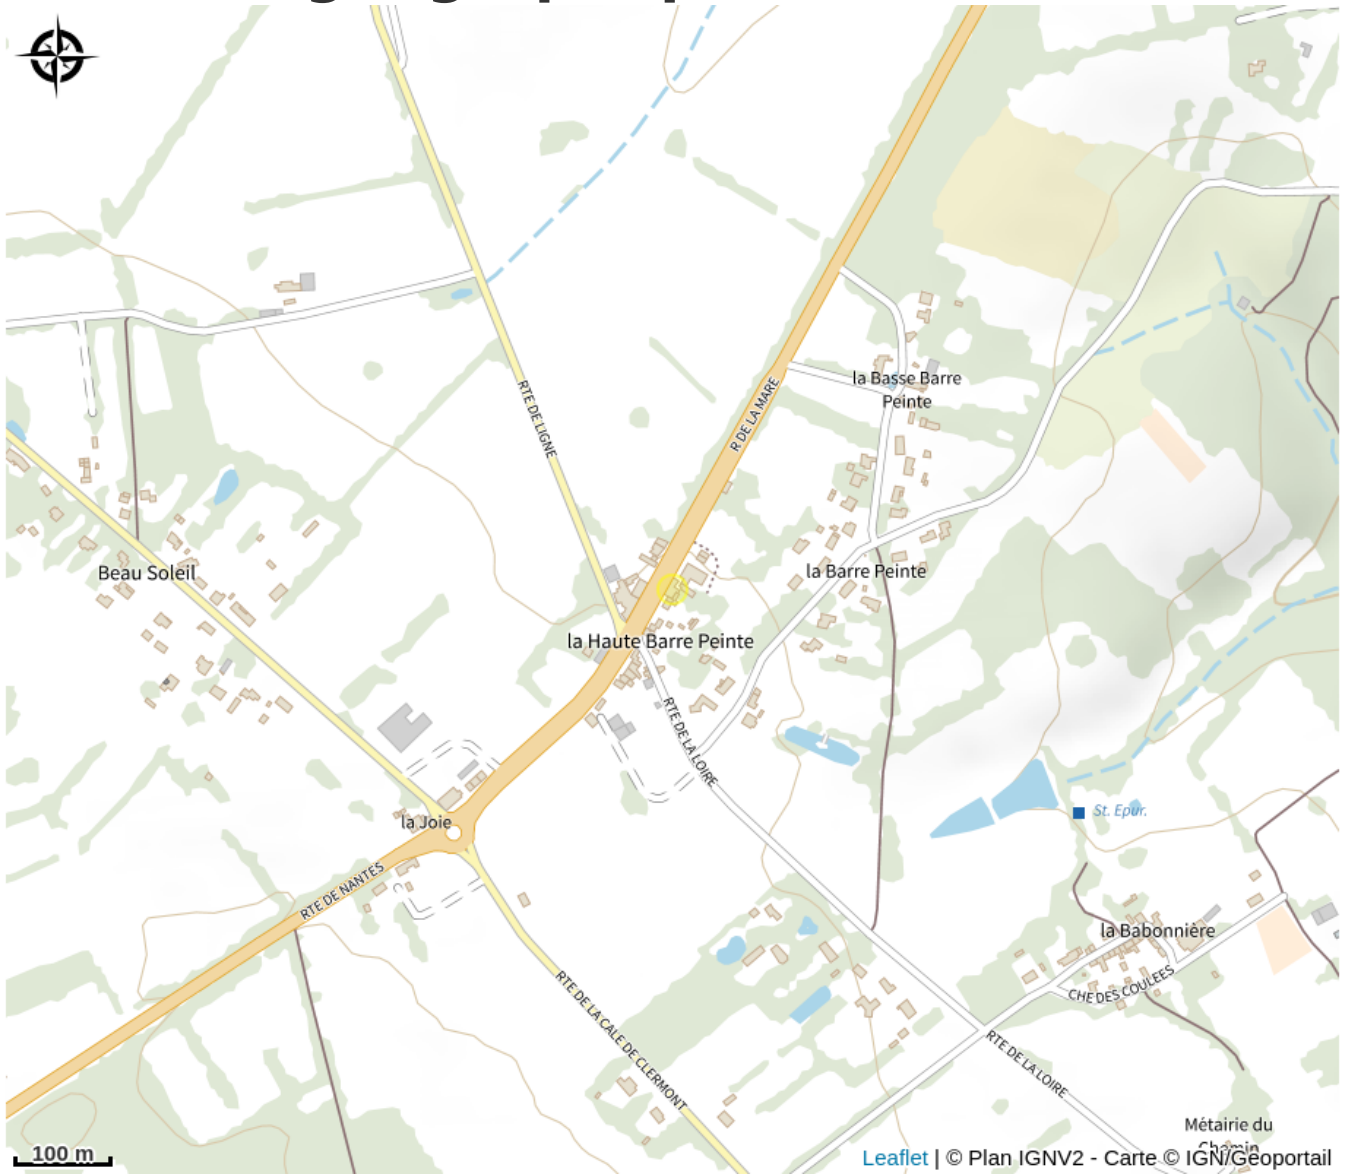 RTE DE LIGNE
R DE LA MARE
la Basse Barre
Peinte
Beau Soleil
la Barre Peinte
la Haute Barre Peinte
RTE DE LA LOIRE
la Joie
St. Epur.
RTE DE NANTES
la Babonnière
CHE DES COULEES
RTE DE LA CALE DE CLERMONT
RTE DE LA LOIRE
Métairie du
Chemin
100 m
Leaflet | © Plan IGNV2 - Carte © IGN/Geoportail